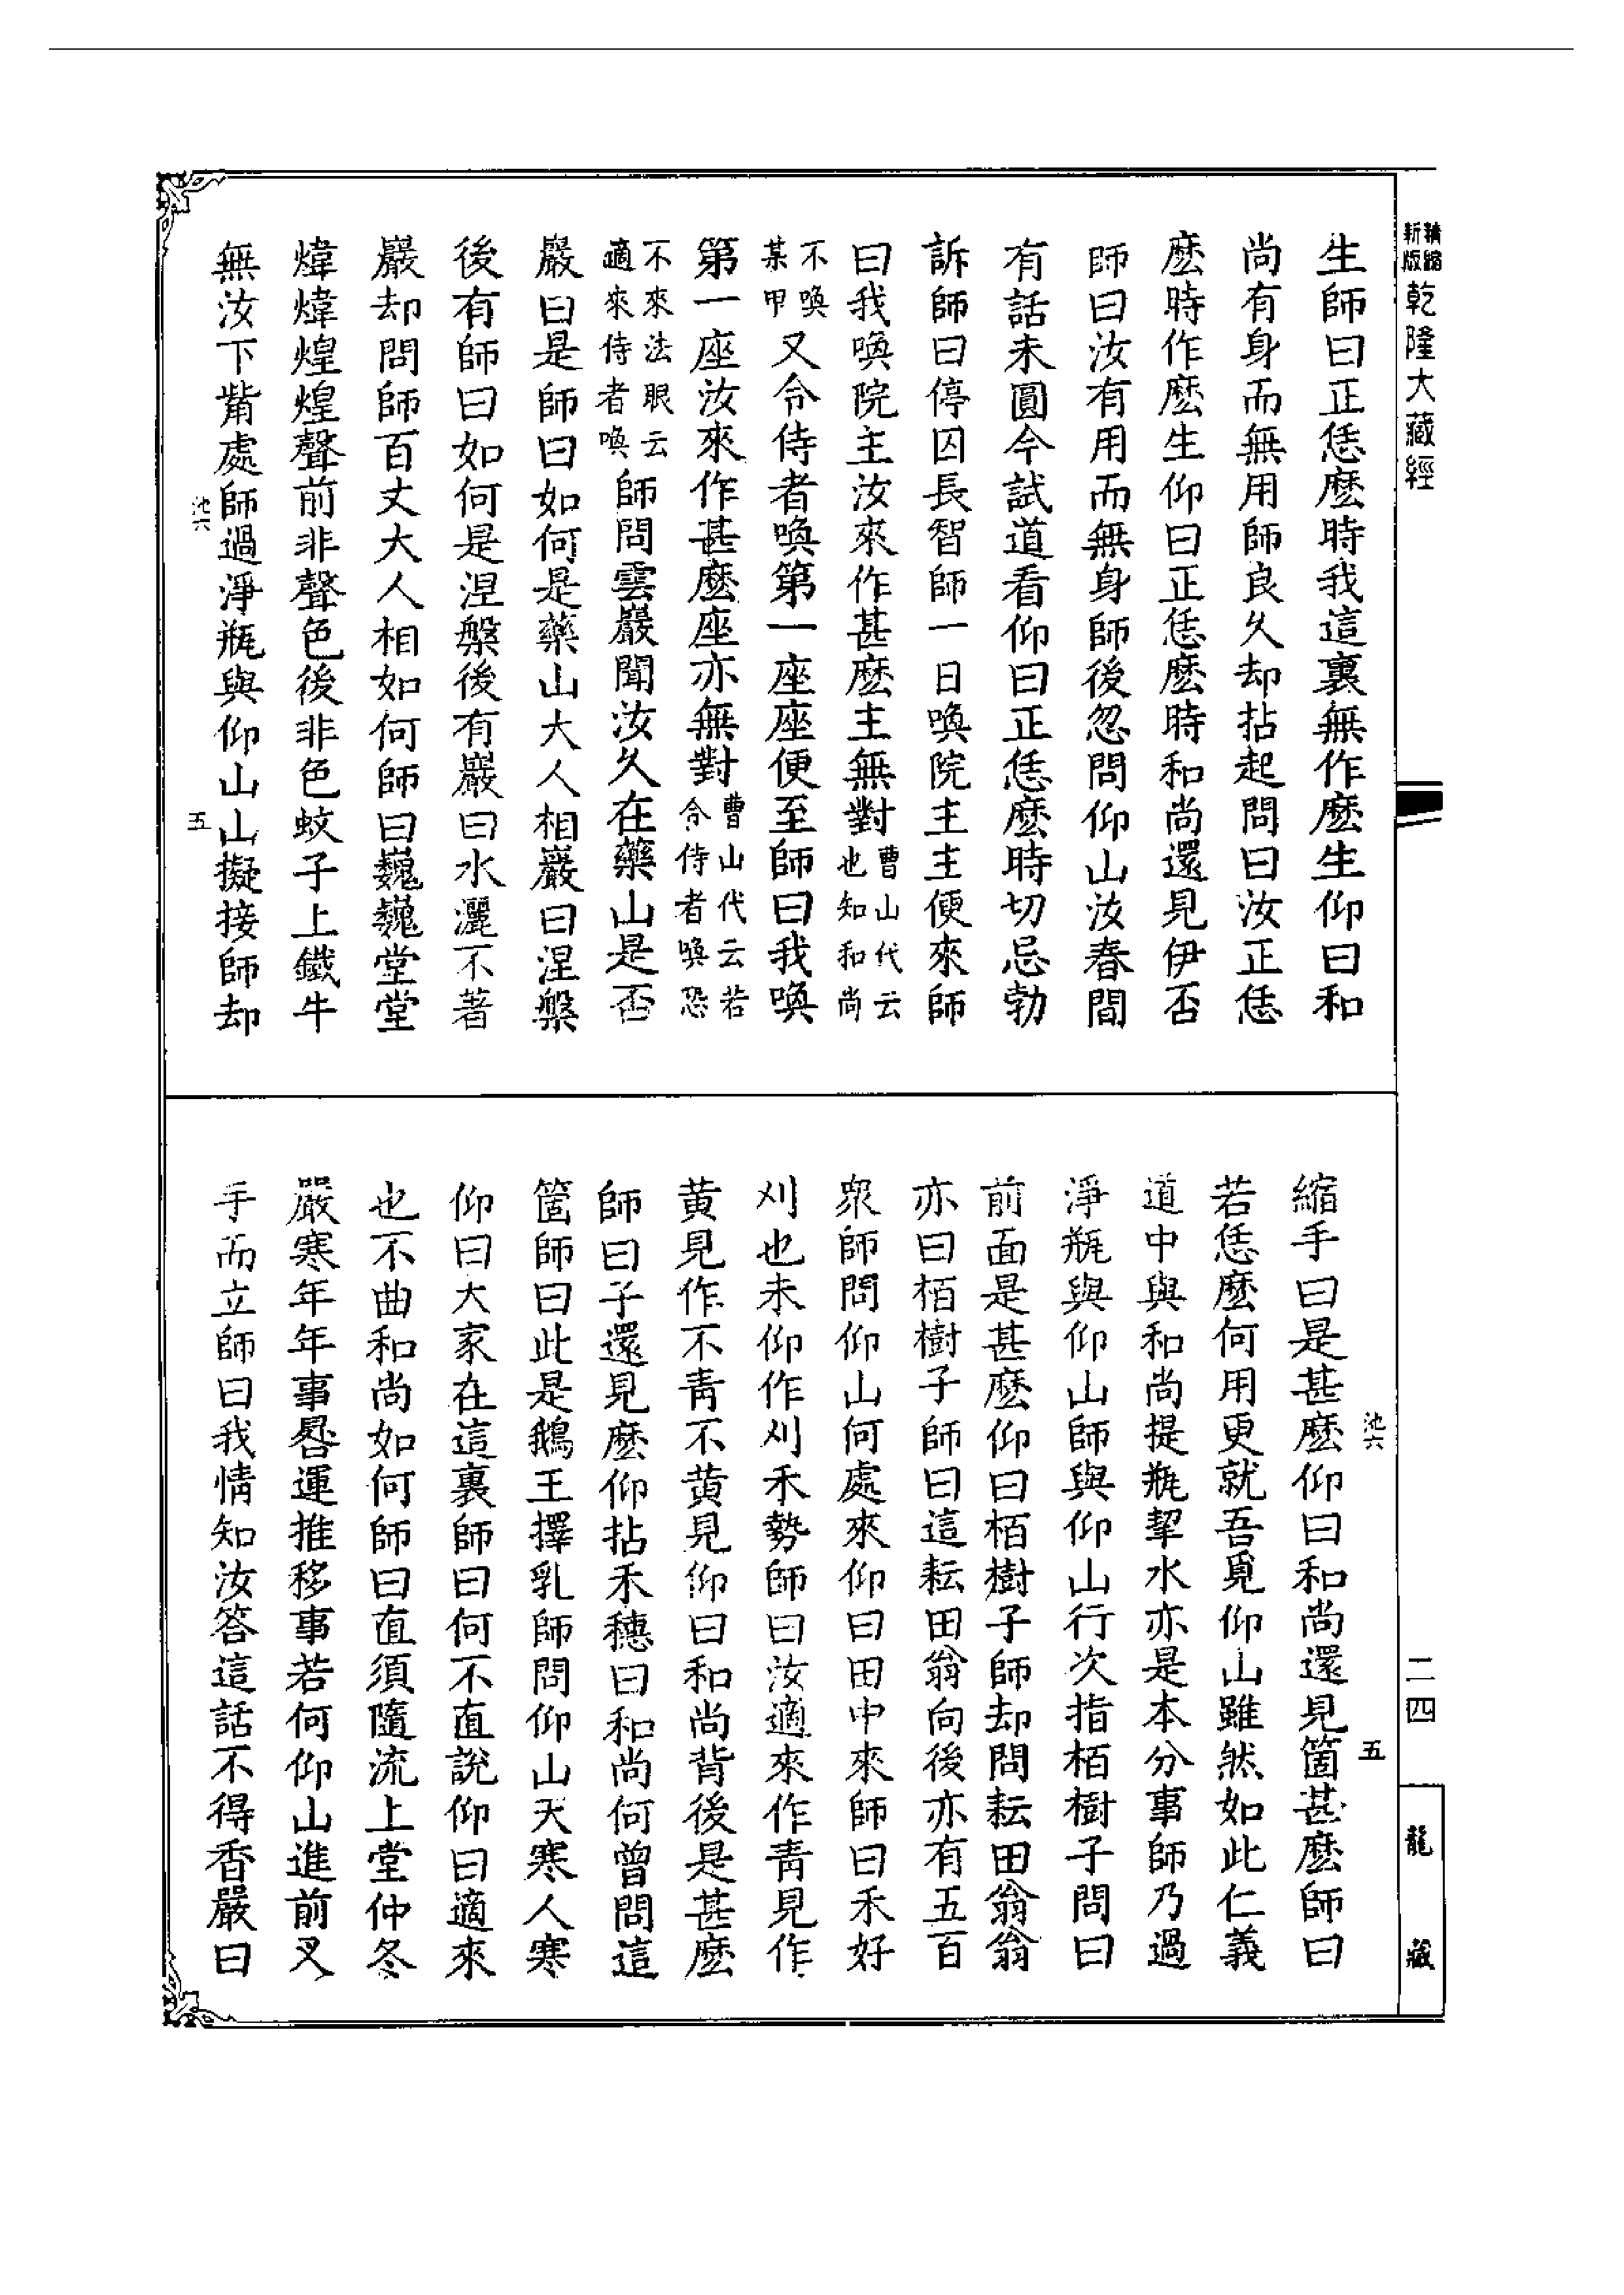 精縮新版乾隆大藏經
生師曰正恁麽時我這裏無作麽生仰曰和
尚有身而無用師良久却拈起問曰汝正恁
麽時作麽生仰曰正恁麽時和尚還見伊否
師曰汝有用而無身師後忽問仰山汝春間
有話未圓今試道看仰曰正恁麽時切忌勃
訴師曰停囚長智師一日喚院主主便來師
曰我喚院主汝來作甚麽主無對曹山代云也知和尚
不喚某甲又令侍者喚第一座座便至師曰我喚
第一座汝來作甚麽座亦無對曹山代云若令侍者喚恐
不來法眼云適來侍者喚師問雲巖聞汝久在藥山是否
巖曰是師曰如何是藥山大人相巖曰涅槃
後有師曰如何是涅槃後有巖曰水灑不著
巖却問師百丈大人相如何師曰巍巍堂堂
煒煒煌煌聲前非聲色後非色蚊子上鐵牛
無汝下觜處師過淨瓶與仰山山擬接師却
池六 五
池六 五
縮手曰是甚麽仰曰和尚還見箇甚麽師曰
若恁麽何用更就吾覓仰山雖然如此仁義
道中與和尚提瓶挈水亦是本分事師乃過
淨瓶與仰山師與仰山行次指栢樹子問曰
前面是甚麽仰曰栢樹子師却問耘田翁翁
亦曰栢樹子師曰這耘田翁向後亦有五百
衆師問仰山何處來仰曰田中來師曰禾好
刈也未仰作刈禾勢師曰汝適來作青見作
黄見作不青不黄見仰曰和尚背後是甚麽
師曰子還見麽仰拈禾穗曰和尚何曾問這
箇師曰此是鵝王擇乳師問仰山天寒人寒
仰曰大家在這裏師曰何不直說仰曰適來
也不曲和尚如何師曰直須隨流上堂仲冬
嚴寒年年事晷運推移事若何仰山進前叉
手而立師曰我情知汝答這話不得香嚴曰
二四
龍藏